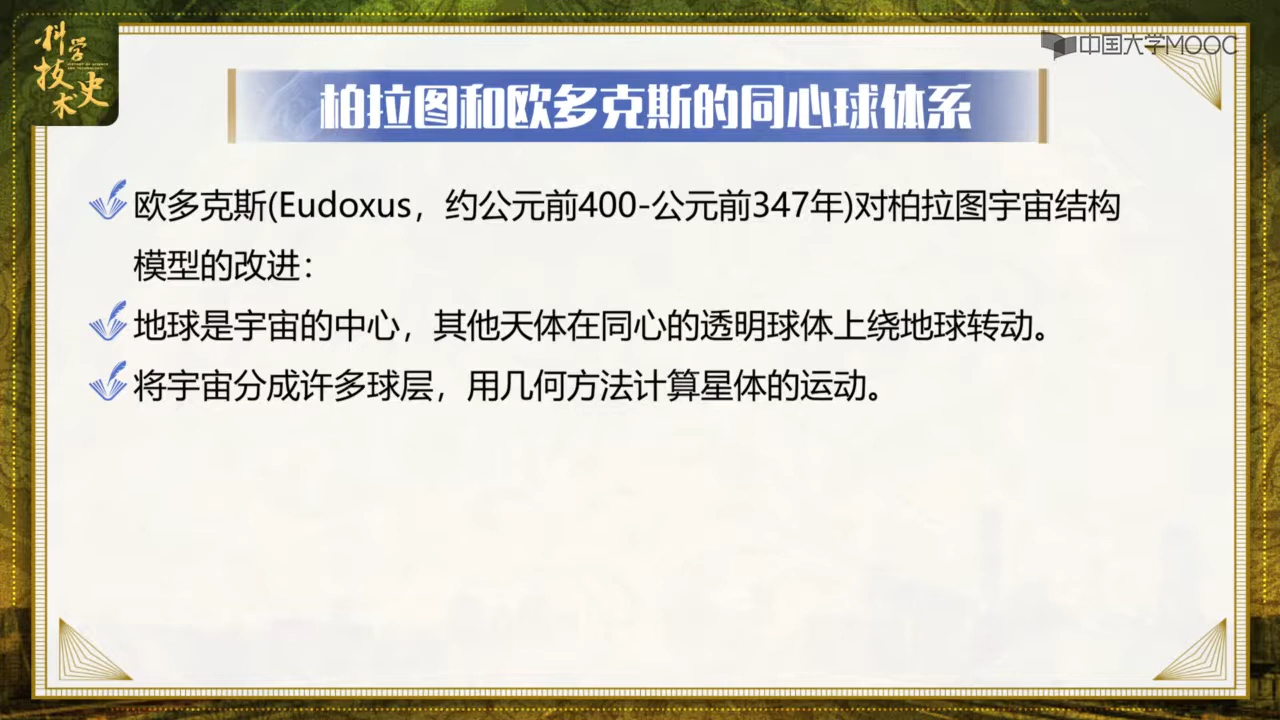 科学技术史
中国大学MOOC
柏拉图和欧多克斯的同心球体系
欧多克斯(Eudoxus，约公元前400-公元前347年)对柏拉图宇宙结构
模型的改进：
地球是宇宙的中心，其他天体在同心的透明球体上绕地球转动。
将宇宙分成许多球层，用几何方法计算星体的运动。